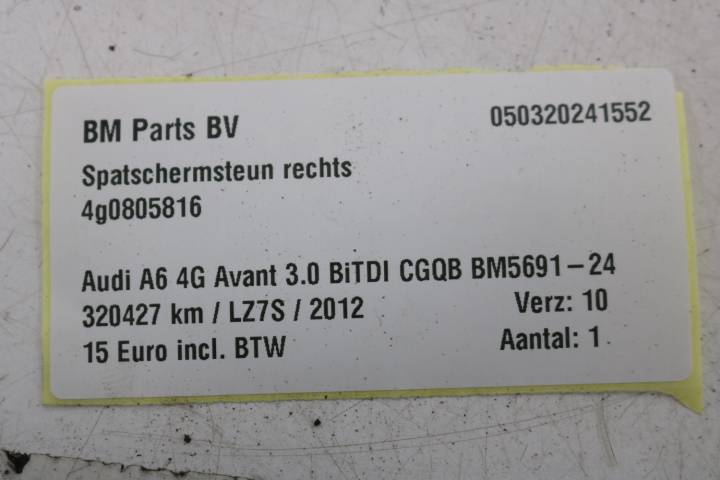 BM Parts BV 050320241552
Spatschermsteun rechts
4g0805816
Audi A6 4G Avant 3.0 BiTDI CGQB BM5691-24
320427 km / LZ7S / 2012 Verz: 10
15 Euro incl. BTW Aantal: 1